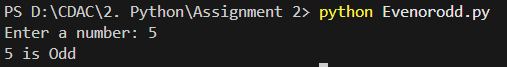 PS D:\CDAC\2. Python\Assignment 2> python Evenorodd.py
Enter a number: 5
5 is Odd